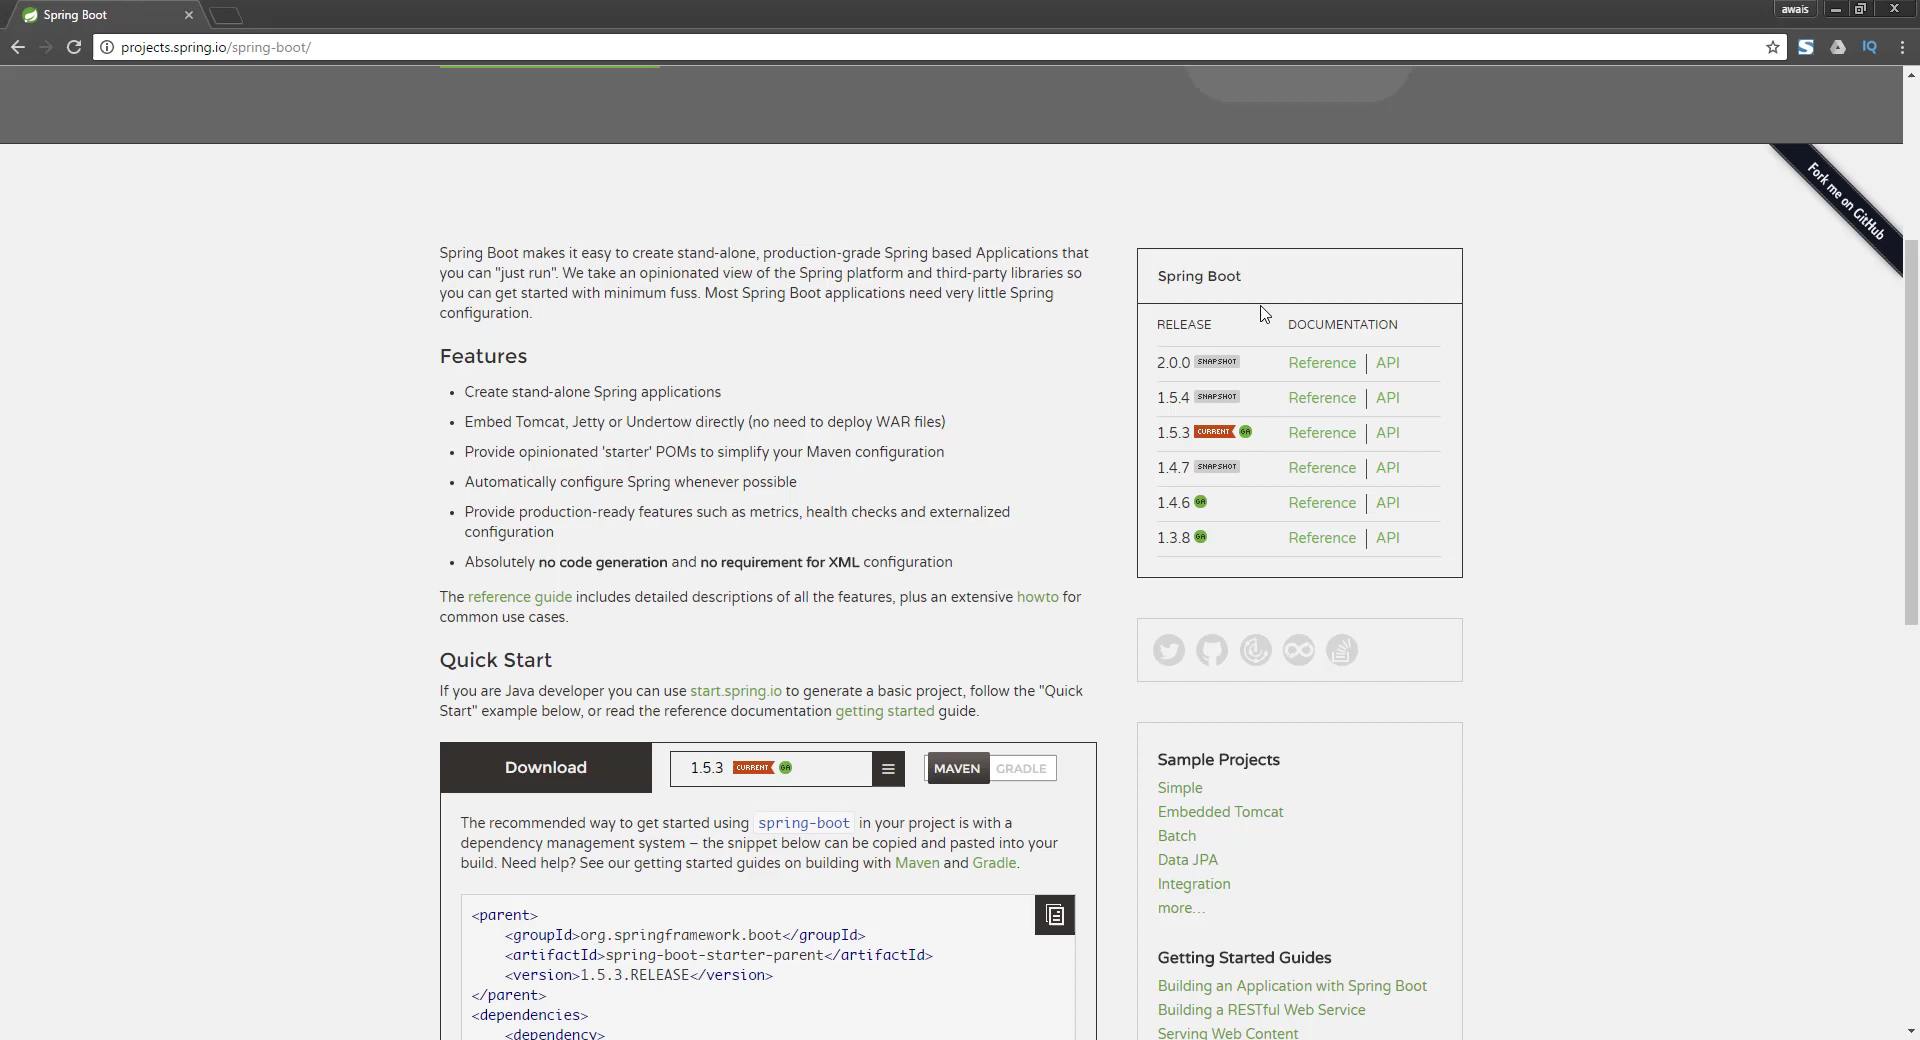 Spring Boot
awais
projects.spring.io/spring-boot/
IQ
Fork me on GitHub
Spring Boot makes it easy to create stand-alone, production-grade Spring based Applications that
you can "just run". We take an opinionated view of the Spring platform and third-party libraries so
you can get started with minimum fuss. Most Spring Boot applications need very little Spring
configuration.
Features
• Create stand-alone Spring applications
• Embed Tomcat, Jetty or Undertow directly (no need to deploy WAR files)
• Provide opinionated 'starter' POMs to simplify your Maven configuration
• Automatically configure Spring whenever possible
• Provide production-ready features such as metrics, health checks and externalized
configuration
• Absolutely no code generation and no requirement for XML configuration
The reference guide includes detailed descriptions of all the features, plus an extensive howto for
common use cases.
Quick Start
If you are Java developer you can use start.spring.io to generate a basic project, follow the "Quick
Start" example below, or read the reference documentation getting started guide.
Download
1.5.3 CURRENT GA
MAVEN GRADLE
The recommended way to get started using spring-boot in your project is with a
dependency management system – the snippet below can be copied and pasted into your
build. Need help? See our getting started guides on building with Maven and Gradle.
<parent>
<groupId>org.springframework.boot</groupId>
<artifactId>spring-boot-starter-parent</artifactId>
<version>1.5.3.RELEASE</version>
</parent>
<dependencies>
<dependency>
Spring Boot
RELEASE DOCUMENTATION
2.0.0 SNAPSHOT Reference | API
1.5.4 SNAPSHOT Reference | API
1.5.3 CURRENT GA Reference | API
1.4.7 SNAPSHOT Reference | API
1.4.6 GA Reference | API
1.3.8 GA Reference | API
Sample Projects
Simple
Embedded Tomcat
Batch
Data JPA
Integration
more...
Getting Started Guides
Building an Application with Spring Boot
Building a RESTful Web Service
Serving Web Content